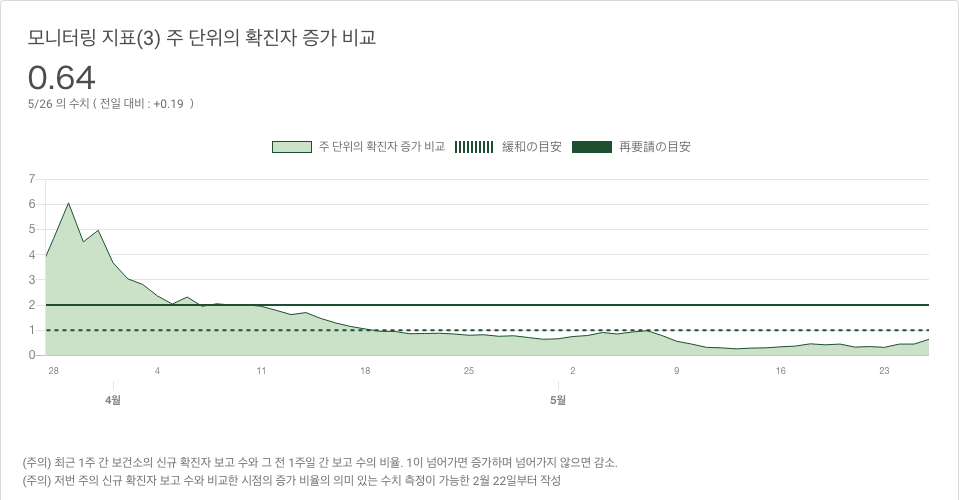 모니터링 지표(3) 주 단위의 확진자 증가 비교
0.64
5/26 의 수치 ( 전일 대비 : +0.19 )
주 단위의 확진자 증가 비교 緩和の目安 再要請の目安
7
6
5
4
3
2
1
0
28 4 11 18 25 2 9 16 23
4월 5월
(주의) 최근 1주 간 보건소의 신규 확진자 보고 수와 그 전 1주일 간 보고 수의 비율. 1이 넘어가면 증가하며 넘어가지 않으면 감소.
(주의) 저번 주의 신규 확진자 보고 수와 비교한 시점의 증가 비율의 의미 있는 수치 측정이 가능한 2월 22일부터 작성